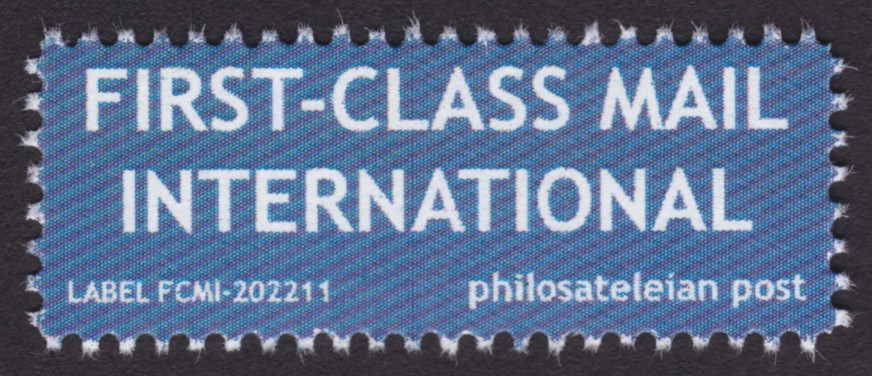 FIRST-CLASS MAIL
INTERNATIONAL
LABEL FCMI-202211 philosateleian post